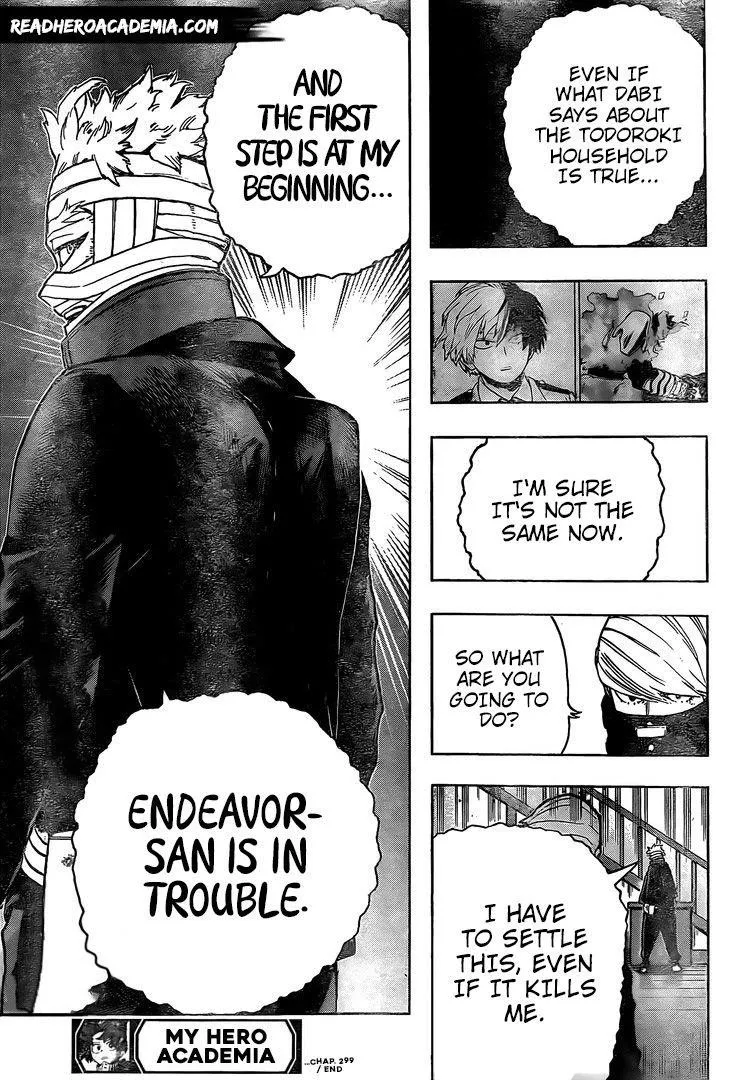 READHEROACADEMIA.COM
EVEN IF
WHAT DABI
SAYS ABOUT
THE TODOROKI
HOUSEHOLD
IS TRUE...
I'M SURE
IT'S NOT THE
SAME NOW.
SO WHAT
ARE YOU
GOING TO
DO?
I HAVE
TO SETTLE
THIS, EVEN
IF IT KILLS
ME.
AND
THE FIRST
STEP IS AT MY
BEGINNING...
ENDEAVOR-
SAN IS IN
TROUBLE.
MY HERO
ACADEMIA
...CHAP. 299
/ END